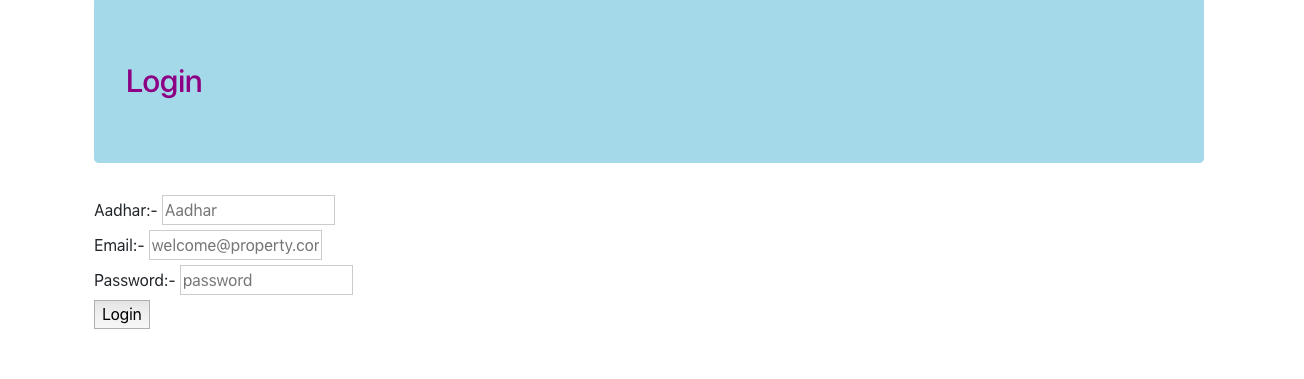 Login
Aadhar:- Aadhar
Email:- welcome@property.cor
Password:- password
Login